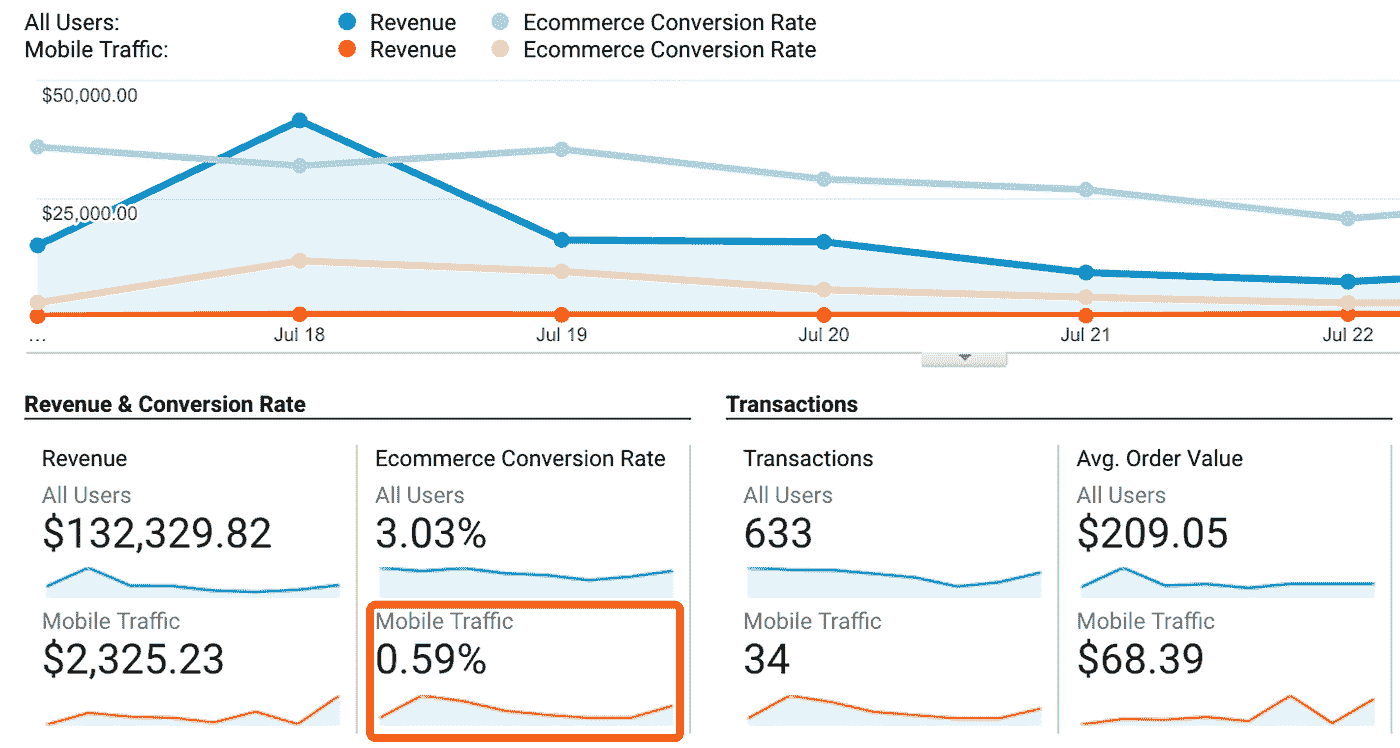 All Users: Revenue Ecommerce Conversion Rate
Mobile Traffic: Revenue Ecommerce Conversion Rate
$50,000.00
$25,000.00
... Jul 18 Jul 19 Jul 20 Jul 21 Jul 22
Revenue & Conversion Rate
Revenue
All Users
$132,329.82
Mobile Traffic
$2,325.23
Ecommerce Conversion Rate
All Users
3.03%
Mobile Traffic
0.59%
Transactions
Transactions
All Users
633
Mobile Traffic
34
Avg. Order Value
All Users
$209.05
Mobile Traffic
$68.39